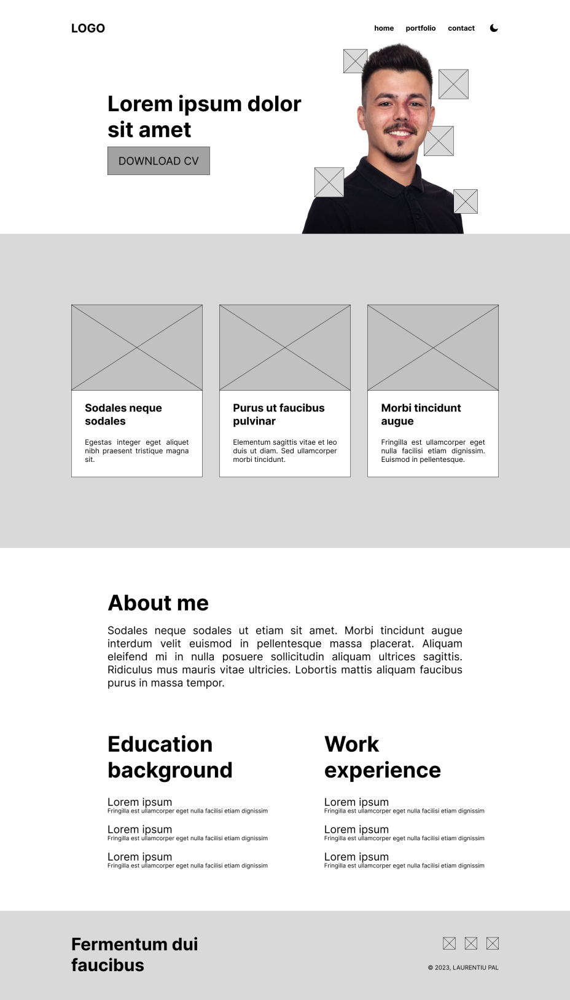 LOGO
home portfolio contact
Lorem ipsum dolor
sit amet
DOWNLOAD CV
Sodales neque
sodales
Egestas integer eget aliquet
nibh praesent tristique magna
sit.
Purus ut faucibus
pulvinar
Elementum sagittis vitae et leo
duis ut diam. Sed ullamcorper
morbi tincidunt.
Morbi tincidunt
augue
Fringilla est ullamcorper eget
nulla facilisi etiam dignissim.
Euismod in pellentesque.
About me
Sodales neque sodales ut etiam sit amet. Morbi tincidunt augue
interdum velit euismod in pellentesque massa placerat. Aliquam
eleifend mi in nulla posuere sollicitudin aliquam ultrices sagittis.
Ridiculus mus mauris vitae ultricies. Lobortis mattis aliquam faucibus
purus in massa tempor.
Education
background
Lorem ipsum
Fringilla est ullamcorper eget nulla facilisi etiam dignissim
Lorem ipsum
Fringilla est ullamcorper eget nulla facilisi etiam dignissim
Lorem ipsum
Fringilla est ullamcorper eget nulla facilisi etiam dignissim
Work
experience
Lorem ipsum
Fringilla est ullamcorper eget nulla facilisi etiam dignissim
Lorem ipsum
Fringilla est ullamcorper eget nulla facilisi etiam dignissim
Lorem ipsum
Fringilla est ullamcorper eget nulla facilisi etiam dignissim
Fermentum dui
faucibus
© 2023, LAURENTIU PAL